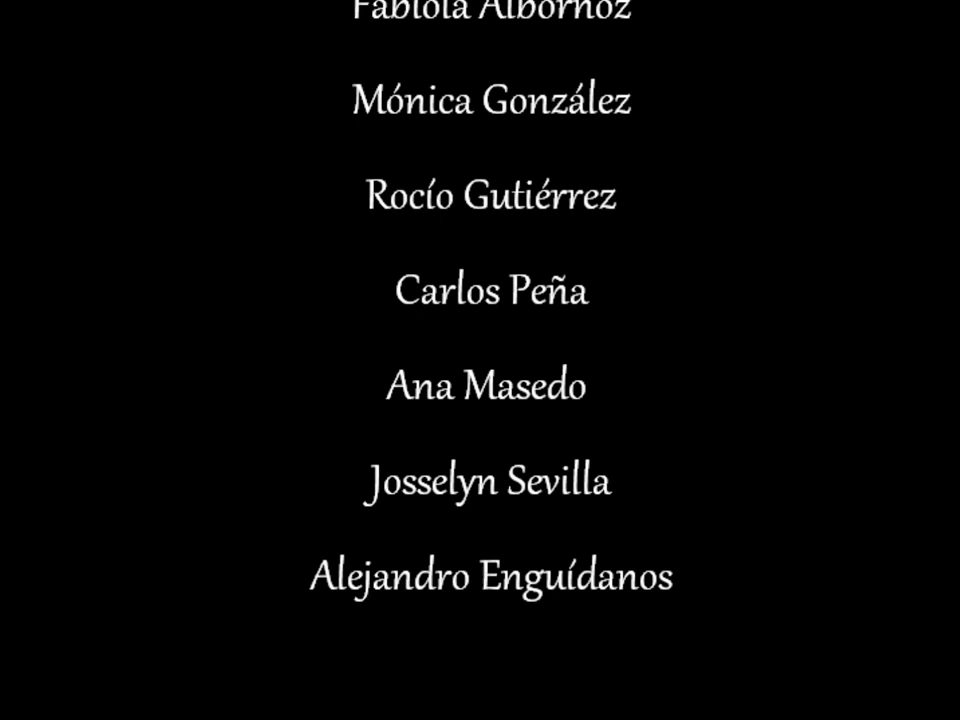 Fabiola Albornoz
Mónica González
Rocío Gutiérrez
Carlos Peña
Ana Masedo
Josselyn Sevilla
Alejandro Enguídanos